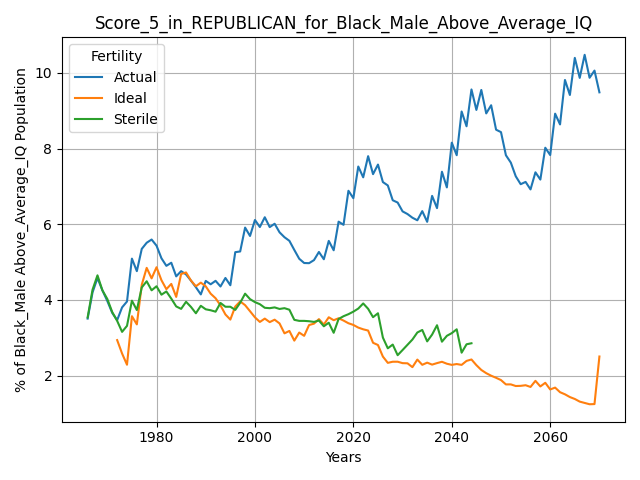 Score_5_in_REPUBLICAN_for_Black_Male_Above_Average_IQ
Fertility
Actual
Ideal
Sterile
% of Black_Male Above_Average_IQ Population
10
8
6
4
2
1980
2000
2020
2040
2060
Years